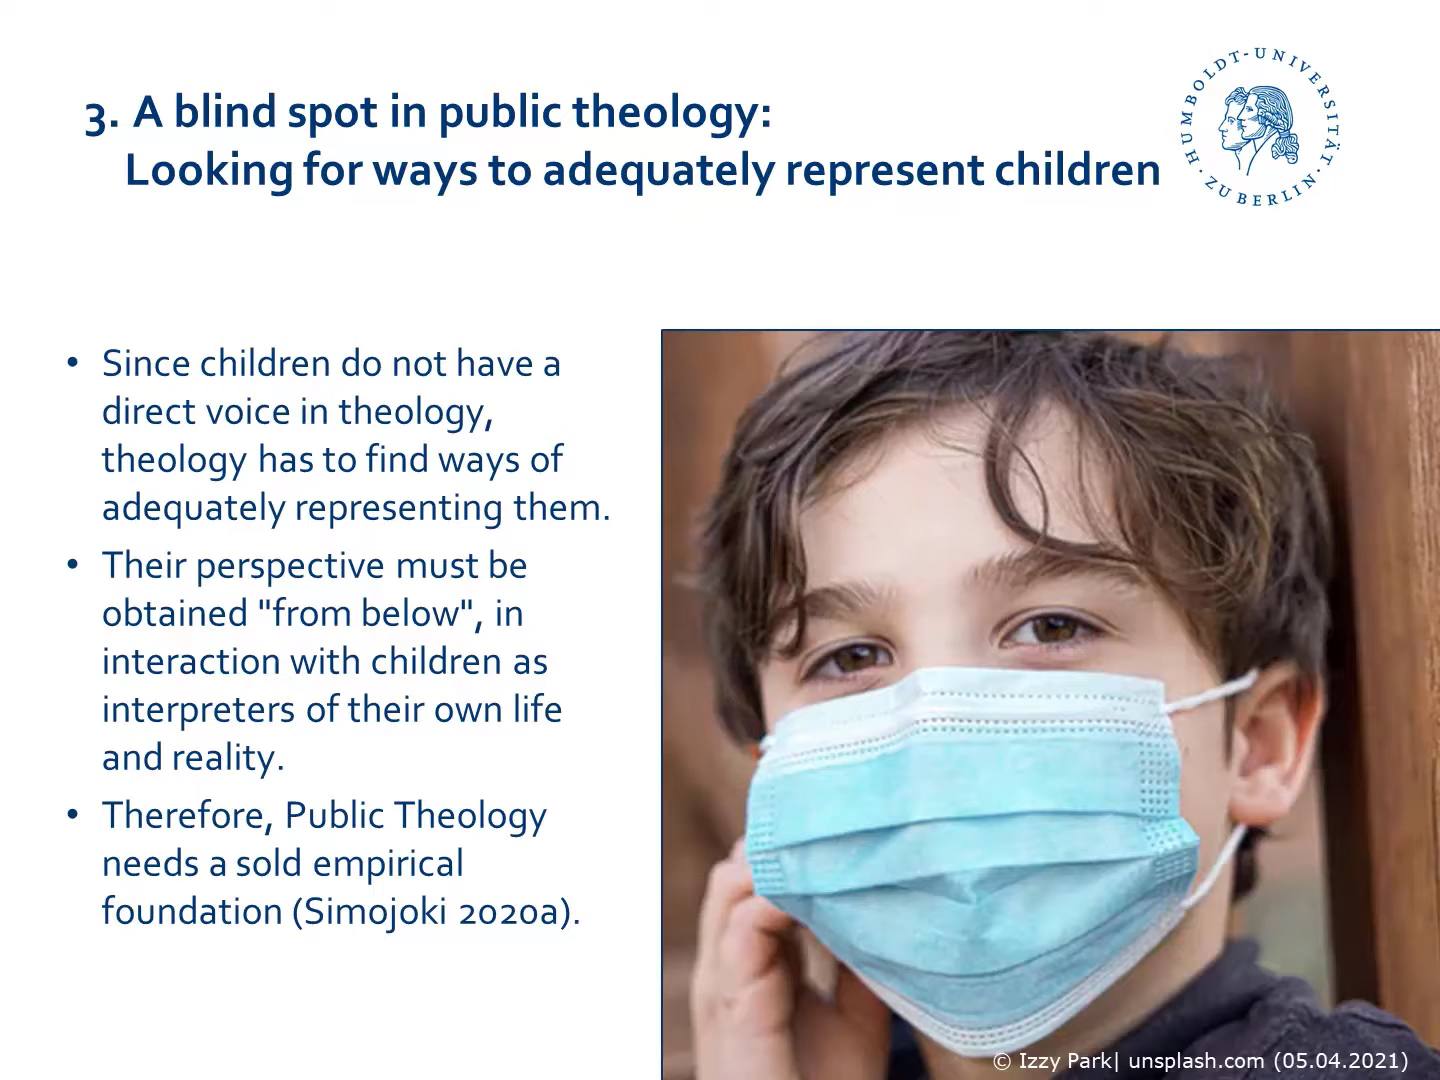 3. A blind spot in public theology:
Looking for ways to adequately represent children
HUMBOLDT-UNIVERSITÄT · ZU BERLIN ·
• Since children do not have a
direct voice in theology,
theology has to find ways of
adequately representing them.
• Their perspective must be
obtained "from below", in
interaction with children as
interpreters of their own life
and reality.
• Therefore, Public Theology
needs a sold empirical
foundation (Simojoki 2020a).
© Izzy Park| unsplash.com (05.04.2021)